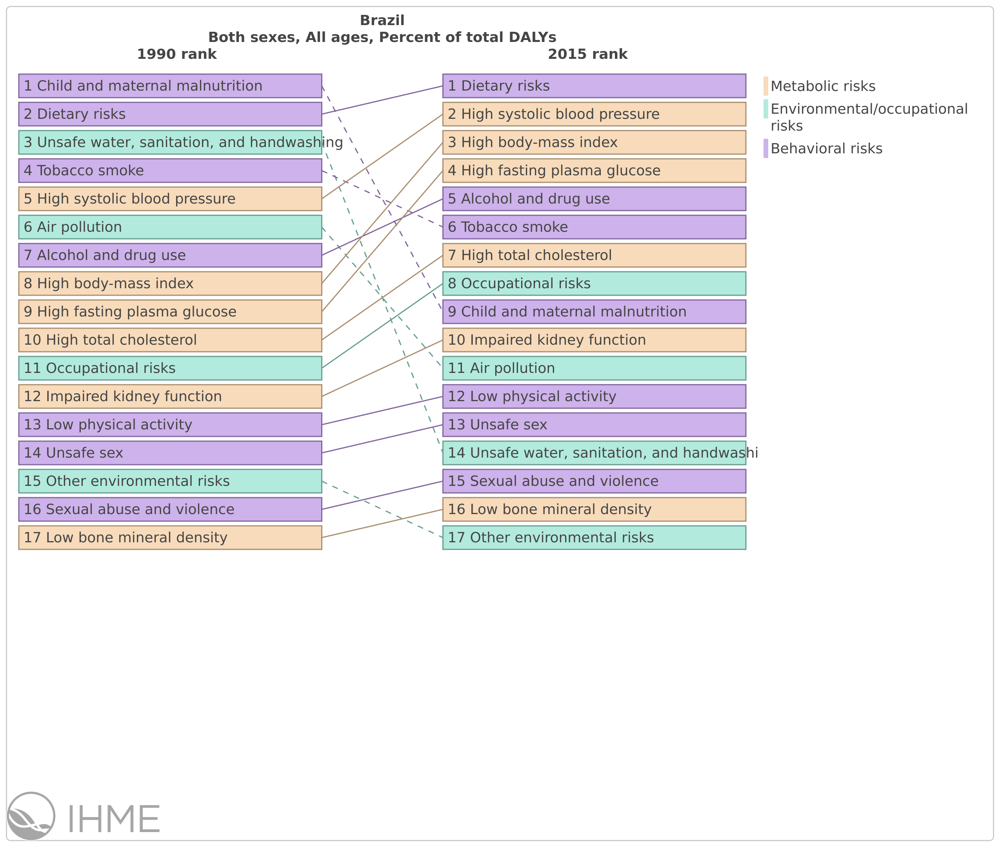 Brazil
Both sexes, All ages, Percent of total DALYs
1990 rank
2015 rank
1 Child and maternal malnutrition
2 Dietary risks
3 Unsafe water, sanitation, and handwashing
4 Tobacco smoke
5 High systolic blood pressure
6 Air pollution
7 Alcohol and drug use
8 High body-mass index
9 High fasting plasma glucose
10 High total cholesterol
11 Occupational risks
12 Impaired kidney function
13 Low physical activity
14 Unsafe sex
15 Other environmental risks
16 Sexual abuse and violence
17 Low bone mineral density
1 Dietary risks
2 High systolic blood pressure
3 High body-mass index
4 High fasting plasma glucose
5 Alcohol and drug use
6 Tobacco smoke
7 High total cholesterol
8 Occupational risks
9 Child and maternal malnutrition
10 Impaired kidney function
11 Air pollution
12 Low physical activity
13 Unsafe sex
14 Unsafe water, sanitation, and handwashi
15 Sexual abuse and violence
16 Low bone mineral density
17 Other environmental risks
Metabolic risks
Environmental/occupational
risks
Behavioral risks
IHME